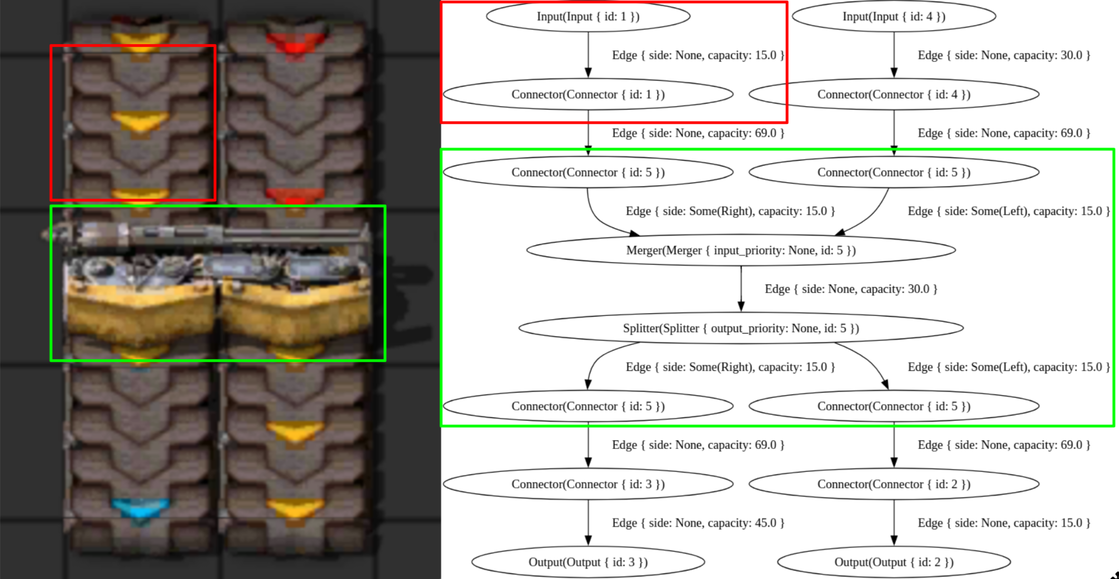 Input(Input { id: 1 })
Input(Input { id: 4 })
Edge { side: None, capacity: 15.0 }
Edge { side: None, capacity: 30.0 }
Connector(Connector { id: 1 })
Connector(Connector { id: 4 })
Edge { side: None, capacity: 69.0 }
Edge { side: None, capacity: 69.0 }
Connector(Connector { id: 5 })
Connector(Connector { id: 5 })
Edge { side: Some(Right), capacity: 15.0 }
Edge { side: Some(Left), capacity: 15.0 }
Merger(Merger { input_priority: None, id: 5 })
Edge { side: None, capacity: 30.0 }
Splitter(Splitter { output_priority: None, id: 5 })
Edge { side: Some(Right), capacity: 15.0 }
Edge { side: Some(Left), capacity: 15.0 }
Connector(Connector { id: 5 })
Connector(Connector { id: 5 })
Edge { side: None, capacity: 69.0 }
Edge { side: None, capacity: 69.0 }
Connector(Connector { id: 3 })
Connector(Connector { id: 2 })
Edge { side: None, capacity: 45.0 }
Edge { side: None, capacity: 15.0 }
Output(Output { id: 3 })
Output(Output { id: 2 })